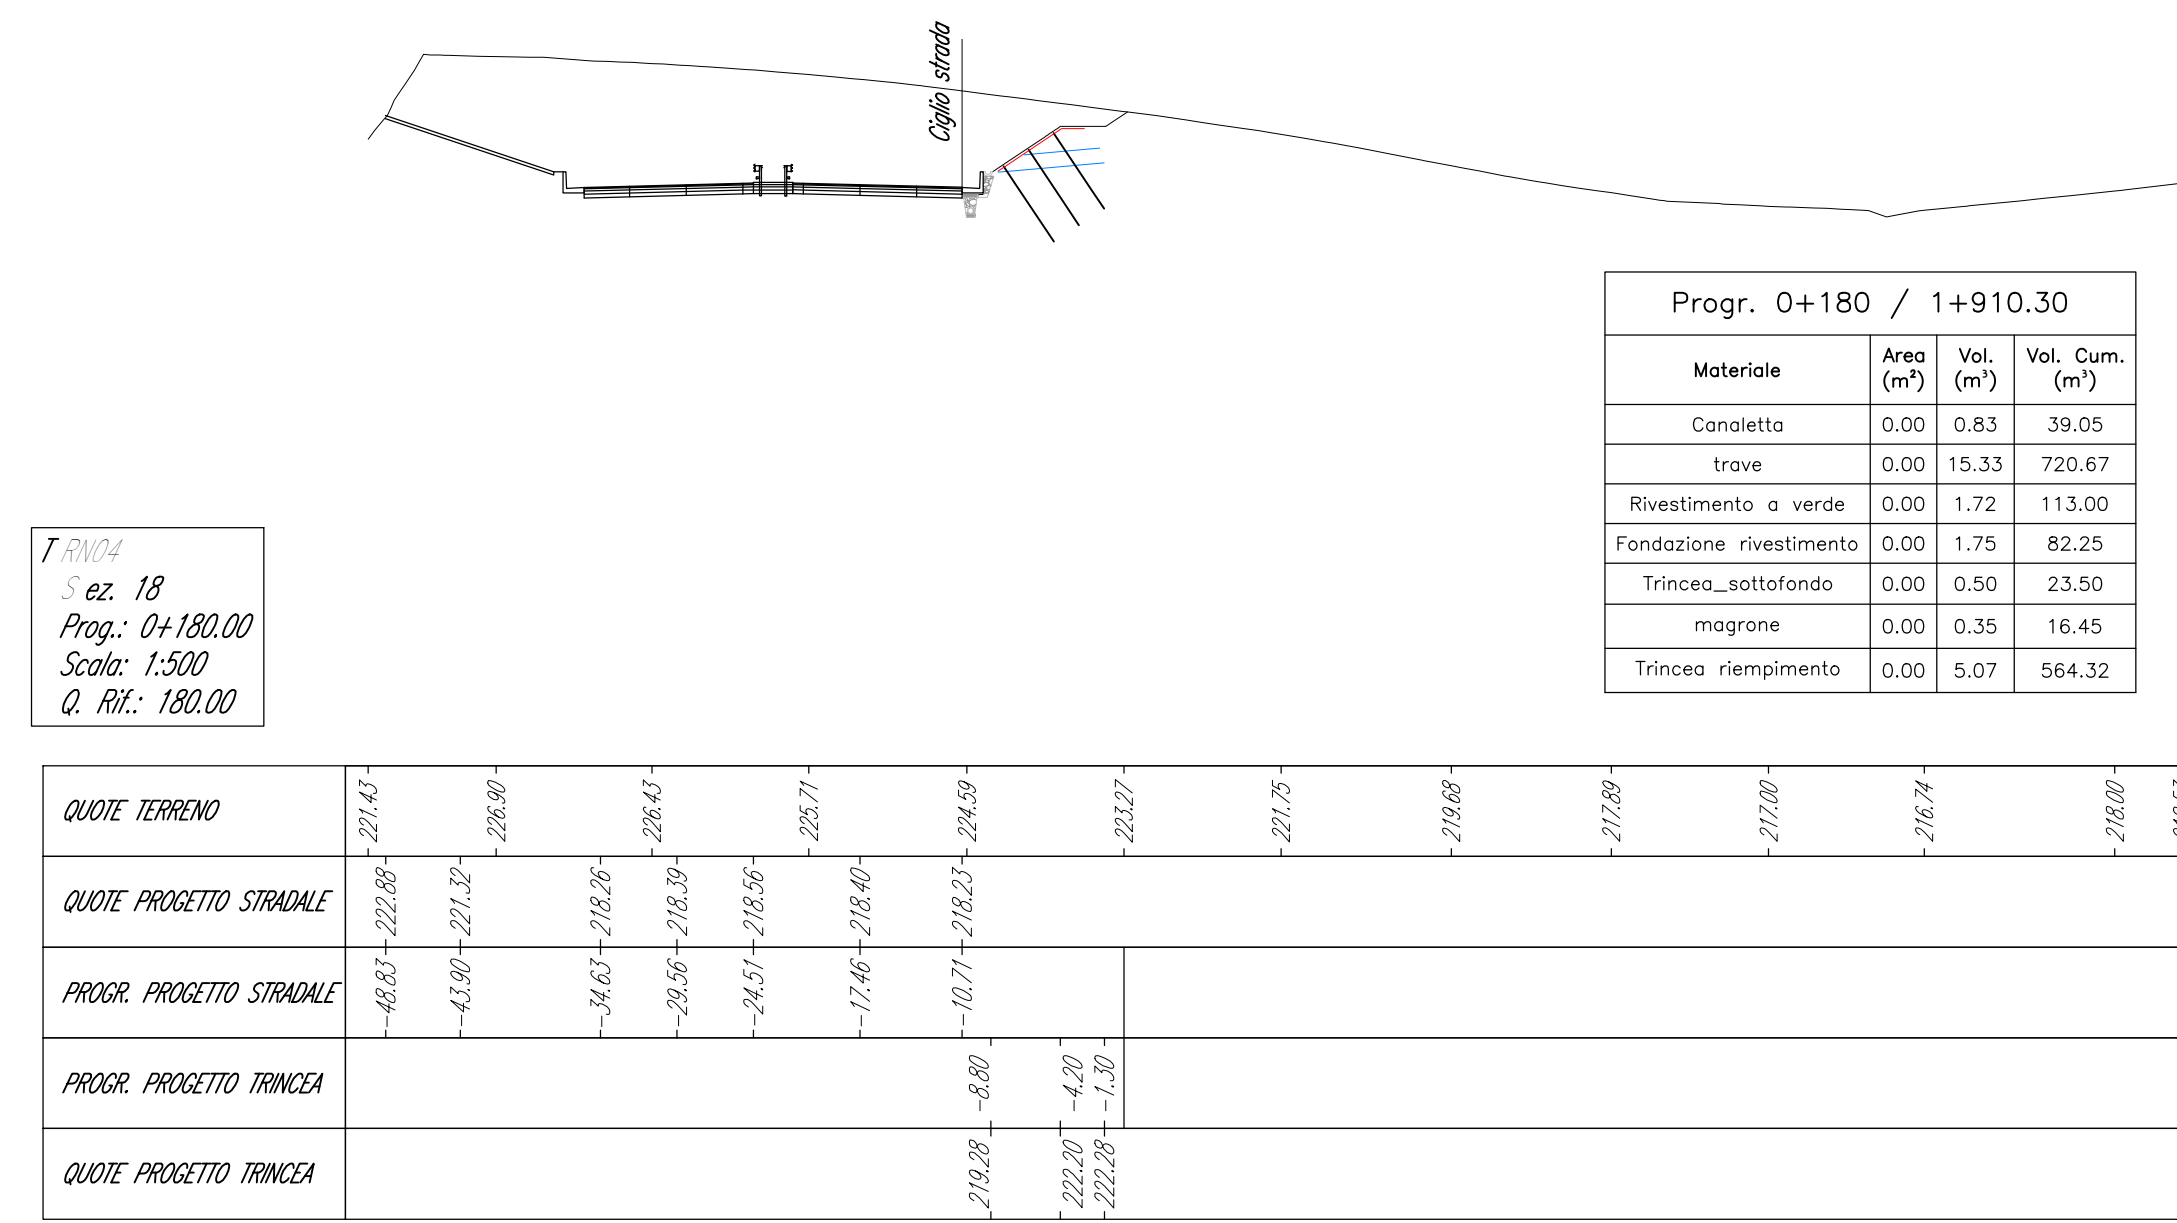 Ciglio strada
Progr. 0+180 / 1+910.30
Materiale Area (m²) Vol. (m³) Vol. Cum. (m³)
Canaletta 0.00 0.83 39.05
trave 0.00 15.33 720.67
Rivestimento a verde 0.00 1.72 113.00
Fondazione rivestimento 0.00 1.75 82.25
Trincea_sottofondo 0.00 0.50 23.50
magrone 0.00 0.35 16.45
Trincea riempimento 0.00 5.07 564.32
TRN04
Sez. 18
Prog.: 0+180.00
Scala: 1:500
Q. Rif.: 180.00
QUOTE TERRENO 221.43 226.90 226.43 225.71 224.59 223.27 221.75 219.68 217.89 217.00 216.74 218.00
QUOTE PROGETTO STRADALE 222.88 221.32 218.26 218.39 218.56 218.40 218.23
PROGR. PROGETTO STRADALE -48.83 -43.90 -34.63 -29.56 -24.51 -17.46 -10.71
PROGR. PROGETTO TRINCEA -8.80 -4.20 -1.30
QUOTE PROGETTO TRINCEA 219.28 222.20 222.28